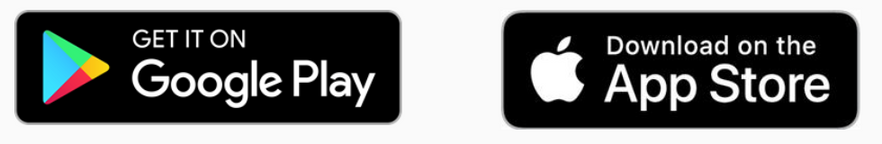 GET IT ON
Google Play
Download on the
App Store